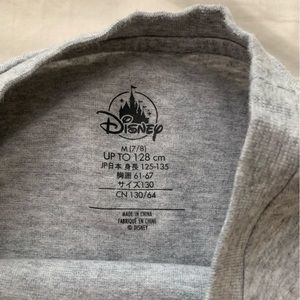 Disney
M (7/8)
UP TO 128 cm
JP日本 身長 125-135
胸囲 61-67
サイズ130
CN 130/64
MADE IN CHINA
FABRIQUÉ EN CHINE
© DISNEY